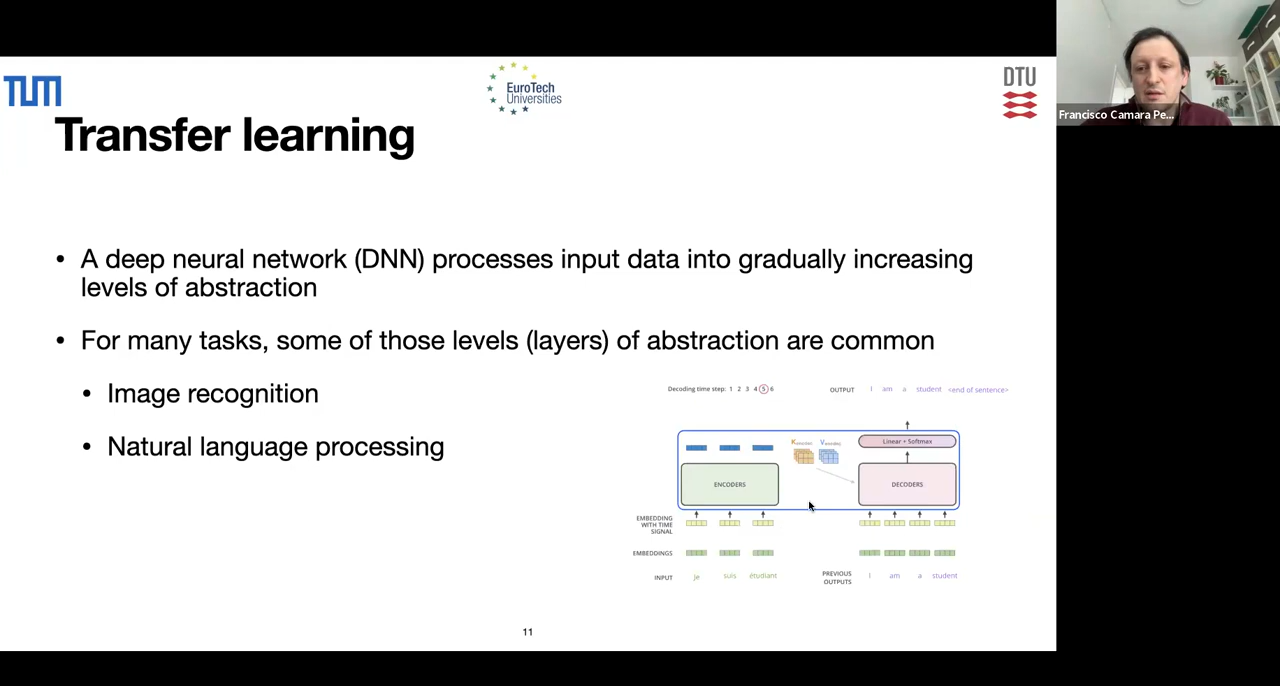 TUM
EuroTech
Universities
DTU
Francisco Camara Pe...
Transfer learning
• A deep neural network (DNN) processes input data into gradually increasing
levels of abstraction
• For many tasks, some of those levels (layers) of abstraction are common
• Image recognition
• Natural language processing
Decoding time step: 1 2 3 4 5 6
OUTPUT I am a student <end of sentence>
Linear + Softmax
ENCODERS
DECODERS
EMBEDDING
WITH TIME
SIGNAL
EMBEDDINGS
INPUT je suis étudiant
PREVIOUS
OUTPUTS
I am a student
11